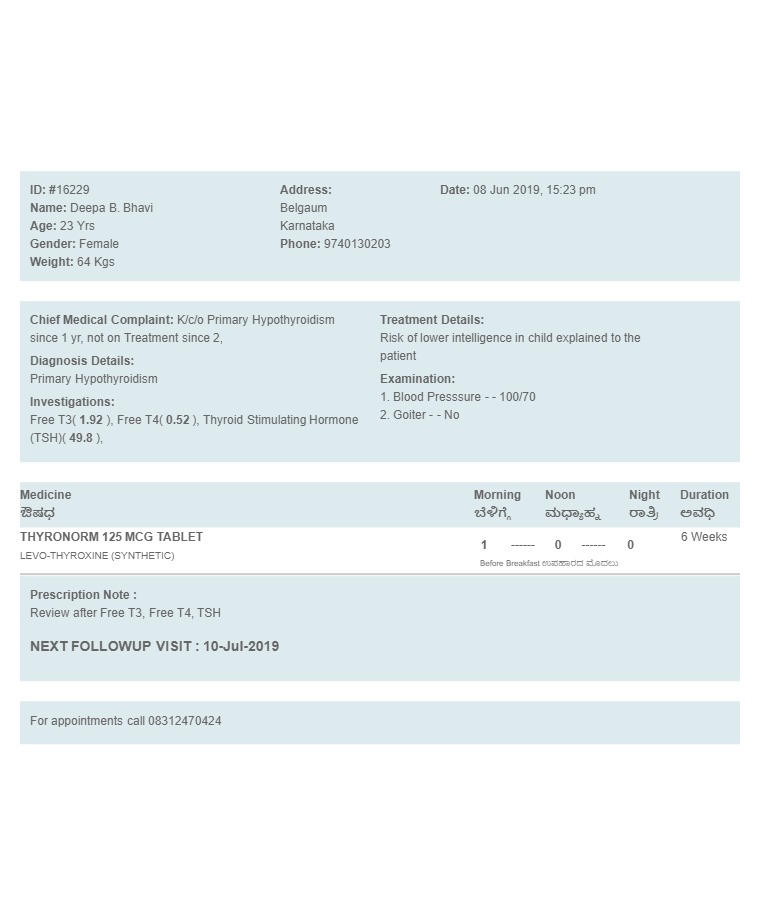 ID: #16229
Name: Deepa B. Bhavi
Age: 23 Yrs
Gender: Female
Weight: 64 Kgs
Address:
Belgaum
Karnataka
Phone: 9740130203
Date: 08 Jun 2019, 15:23 pm
Chief Medical Complaint: K/c/o Primary Hypothyroidism
since 1 yr, not on Treatment since 2,
Diagnosis Details:
Primary Hypothyroidism
Investigations:
Free T3( 1.92 ), Free T4( 0.52 ), Thyroid Stimulating Hormone
(TSH)( 49.8 ),
Treatment Details:
Risk of lower intelligence in child explained to the
patient
Examination:
1. Blood Presssure - - 100/70
2. Goiter - - No
Medicine Morning Noon Night Duration
ಔಷಧ ಬೆಳಿಗ್ಗೆ ಮಧ್ಯಾಹ್ನ ರಾತ್ರಿ ಅವಧಿ
THYRONORM 125 MCG TABLET 6 Weeks
1 ------ 0 ------ 0
LEVO-THYROXINE (SYNTHETIC)
Before Breakfast ಉಪಹಾರದ ಮೊದಲು
Prescription Note :
Review after Free T3, Free T4, TSH
NEXT FOLLOWUP VISIT : 10-Jul-2019
For appointments call 08312470424